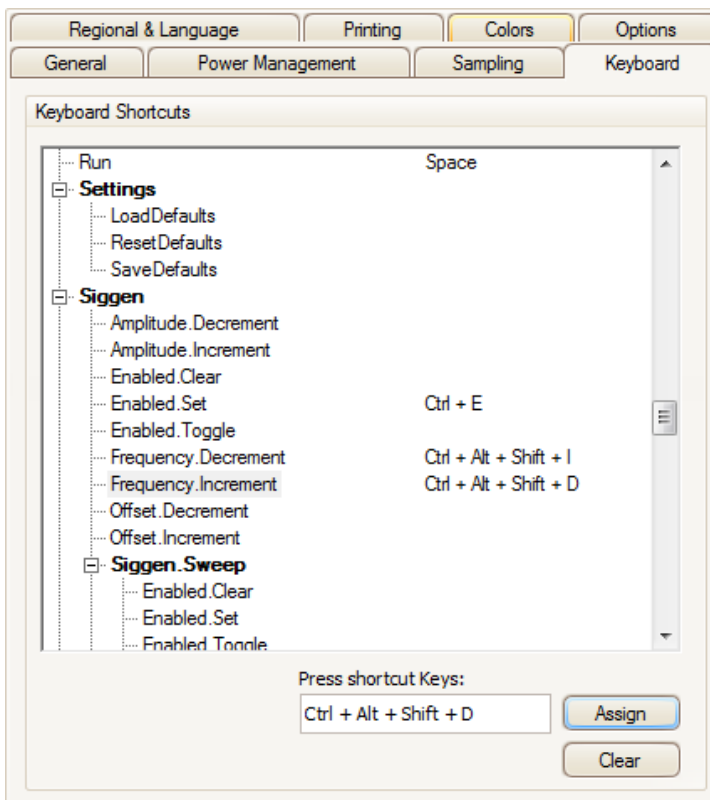 Regional & Language Printing Colors Options
General Power Management Sampling Keyboard
Keyboard Shortcuts
Run Space
Settings
LoadDefaults
ResetDefaults
SaveDefaults
Siggen
Amplitude.Decrement
Amplitude.Increment
Enabled.Clear
Enabled.Set Ctrl + E
Enabled.Toggle
Frequency.Decrement Ctrl + Alt + Shift + I
Frequency.Increment Ctrl + Alt + Shift + D
Offset.Decrement
Offset.Increment
Siggen.Sweep
Enabled.Clear
Enabled.Set
Enabled.Toggle
Press shortcut Keys:
Ctrl + Alt + Shift + D Assign
Clear